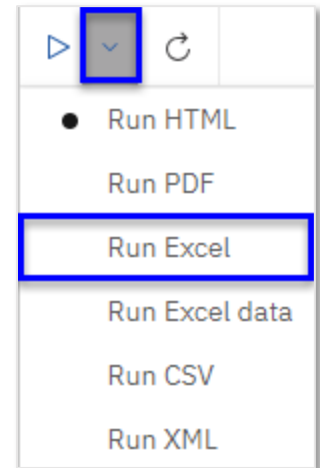 Run HTML
Run PDF
Run Excel
Run Excel data
Run CSV
Run XML